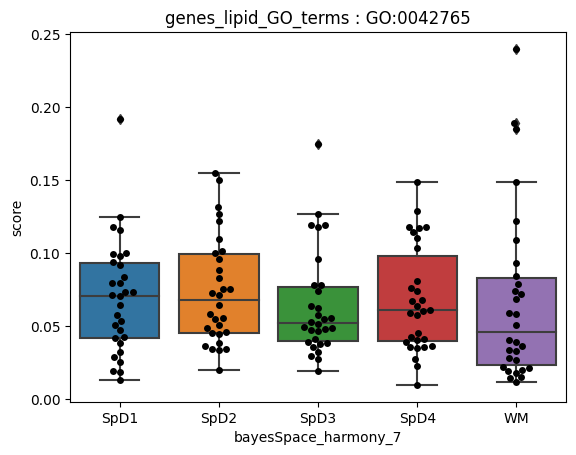 genes_lipid_GO_terms : GO:0042765
0.25
0.20
0.15
0.10
0.05
0.00
score
SpD1 SpD2 SpD3 SpD4 WM
bayesSpace_harmony_7